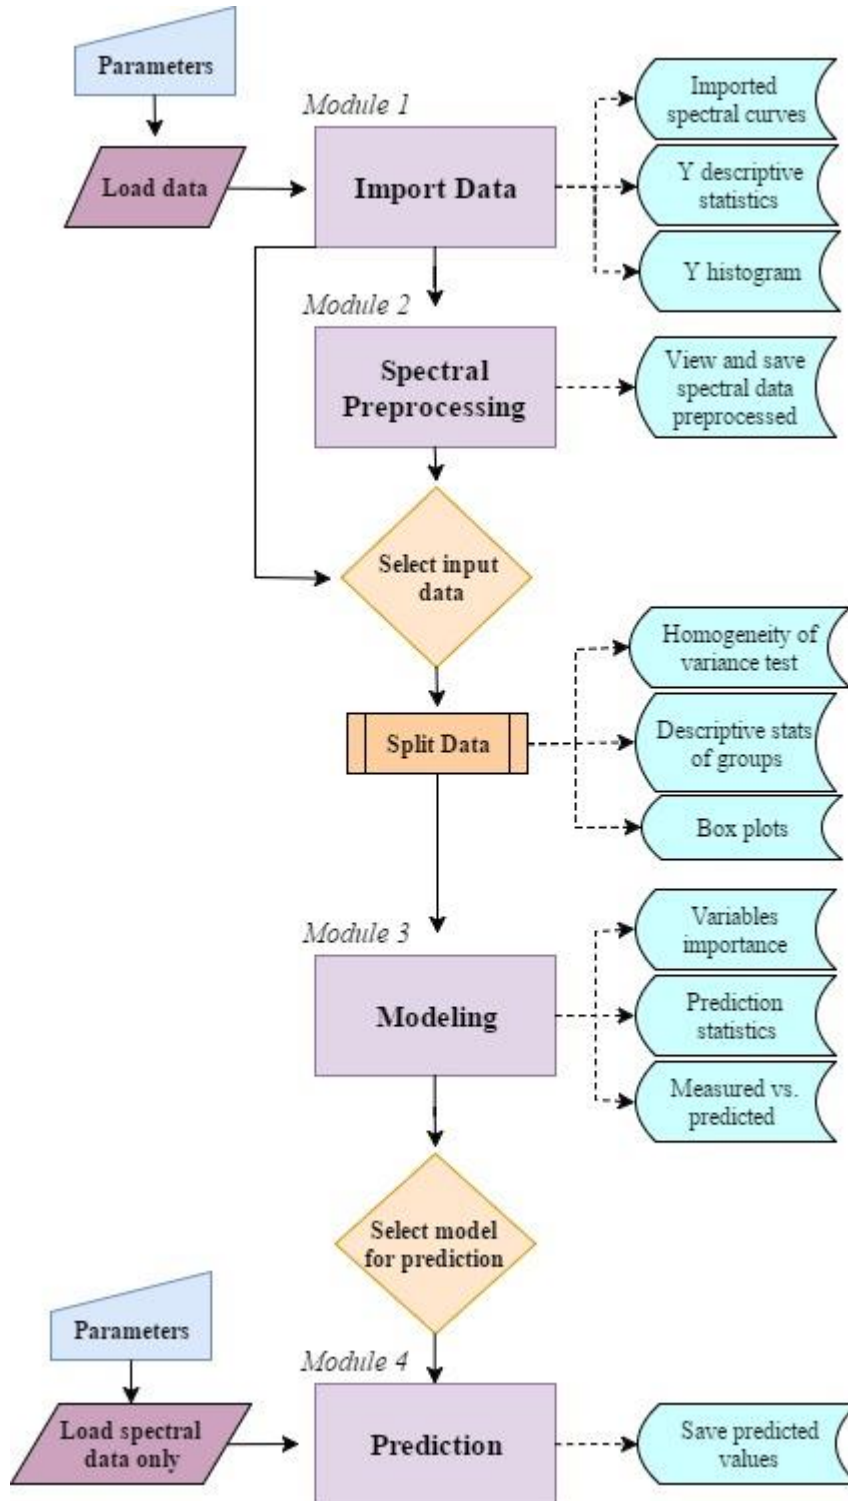 Parameters
Load data
Module 1
Import Data
Imported
spectral curves
Y descriptive
statistics
Y histogram
Module 2
Spectral
Preprocessing
View and save
spectral data
preprocessed
Select input
data
Split Data
Homogeneity of
variance test
Descriptive stats
of groups
Box plots
Module 3
Modeling
Variables
importance
Prediction
statistics
Measured vs.
predicted
Select model
for prediction
Parameters
Load spectral
data only
Module 4
Prediction
Save predicted
values